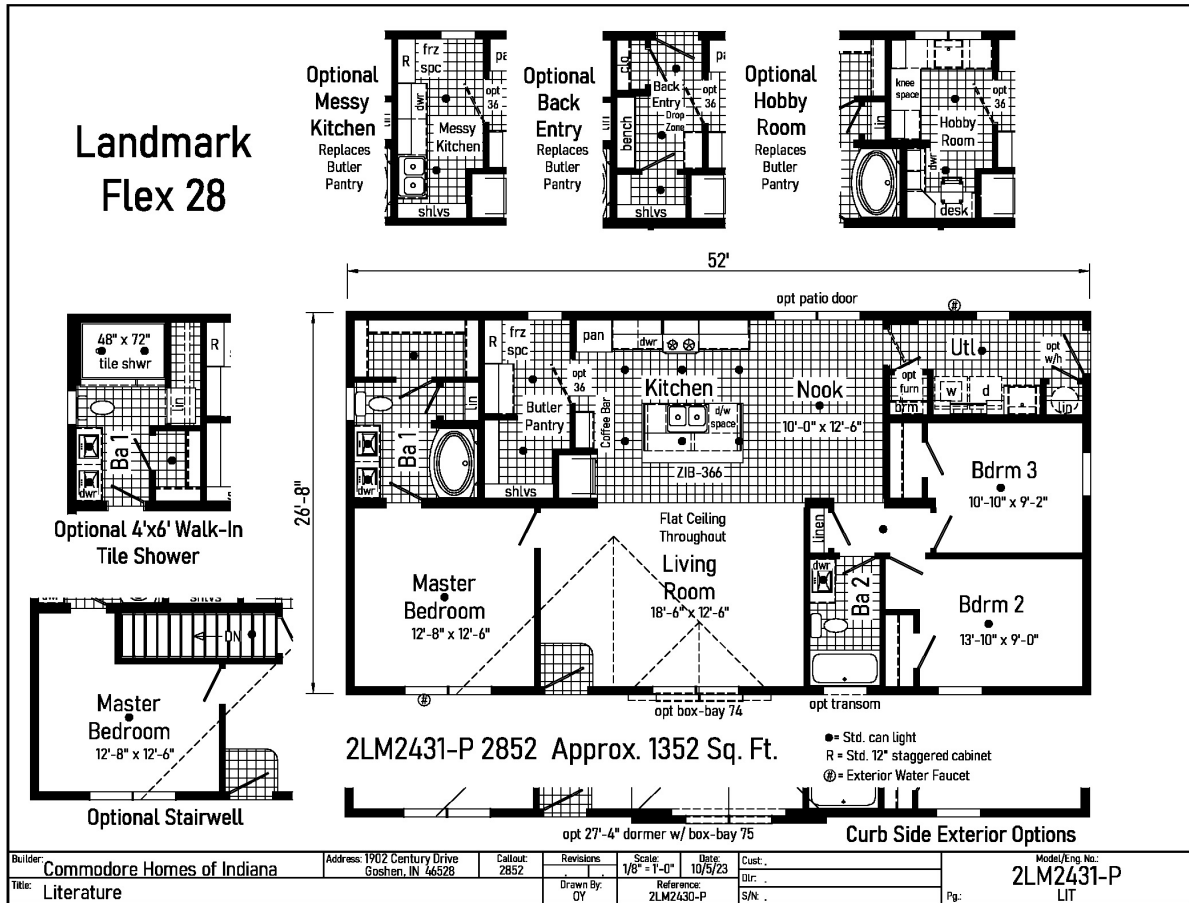 Landmark
Flex 28
Optional
Messy
Kitchen
Replaces
Butler
Pantry
R
frz
spc
dwr
pa
opt
36
Messy
Kitchen
shlvs
Optional
Back
Entry
Replaces
Butler
Pantry
clg
Back
Entry
Drop
Zone
bench
opt
36
shlvs
Optional
Hobby
Room
Replaces
Butler
Pantry
knee
space
opt
36
lin
Hobby
Room
dwr
desk
52'
26'-8"
opt patio door
#
48" x 72"
tile shwr
R
lin
Ba 1
dwr
Optional 4'x6' Walk-In
Tile Shower
R
frz
spc
pan
dwr
opt
36
Kitchen
Nook
10'-0" x 12'-6"
d/w
space
Coffee Bar
ZIB-366
Butler
Pantry
shlvs
lin
Ba 1
dwr
Utl
opt
w/h
opt
furn
brm
w
d
lin
Bdrm 3
10'-10" x 9'-2"
Flat Ceiling
Throughout
Living
Room
18'-6" x 12'-6"
linen
dwr
Ba 2
Bdrm 2
13'-10" x 9'-0"
Master
Bedroom
12'-8" x 12'-6"
DN
Master
Bedroom
12'-8" x 12'-6"
Optional Stairwell
#
opt box-bay 74
opt transom
2LM2431-P 2852 Approx. 1352 Sq. Ft.
●= Std. can light
R = Std. 12" staggered cabinet
#= Exterior Water Faucet
opt 27'-4" dormer w/ box-bay 75
Curb Side Exterior Options
Builder: Commodore Homes of Indiana
Address: 1902 Century Drive
Goshen, IN 46528
Callout:
2852
Revisions
Scale:
1/8" = 1'-0"
Date:
10/5/23
Cust: .
Dlr: .
S/N: .
Model/Eng. No.:
2LM2431-P
Title: Literature
Drawn By:
OY
Reference:
2LM2430-P
Pg.: LIT